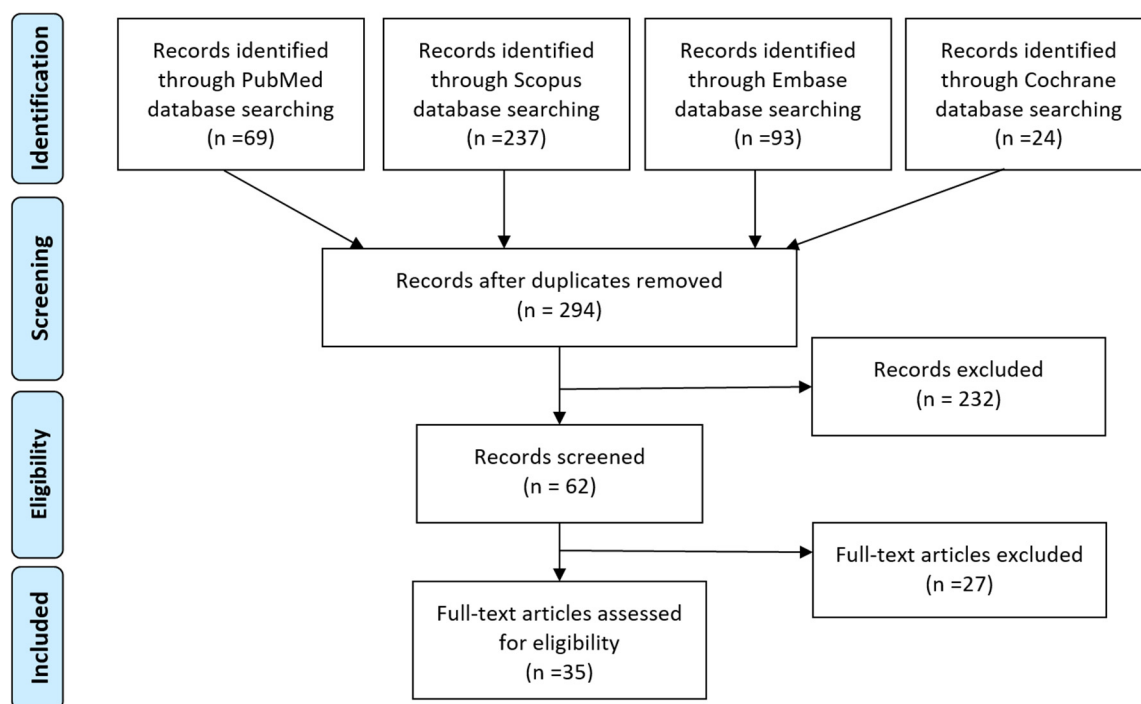 Identification
Records identified
through PubMed
database searching
(n =69)
Records identified
through Scopus
database searching
(n =237)
Records identified
through Embase
database searching
(n =93)
Records identified
through Cochrane
database searching
(n =24)
Screening
Records after duplicates removed
(n = 294)
Records excluded
(n = 232)
Eligibility
Records screened
(n = 62)
Full-text articles excluded
(n =27)
Included
Full-text articles assessed
for eligibility
(n =35)